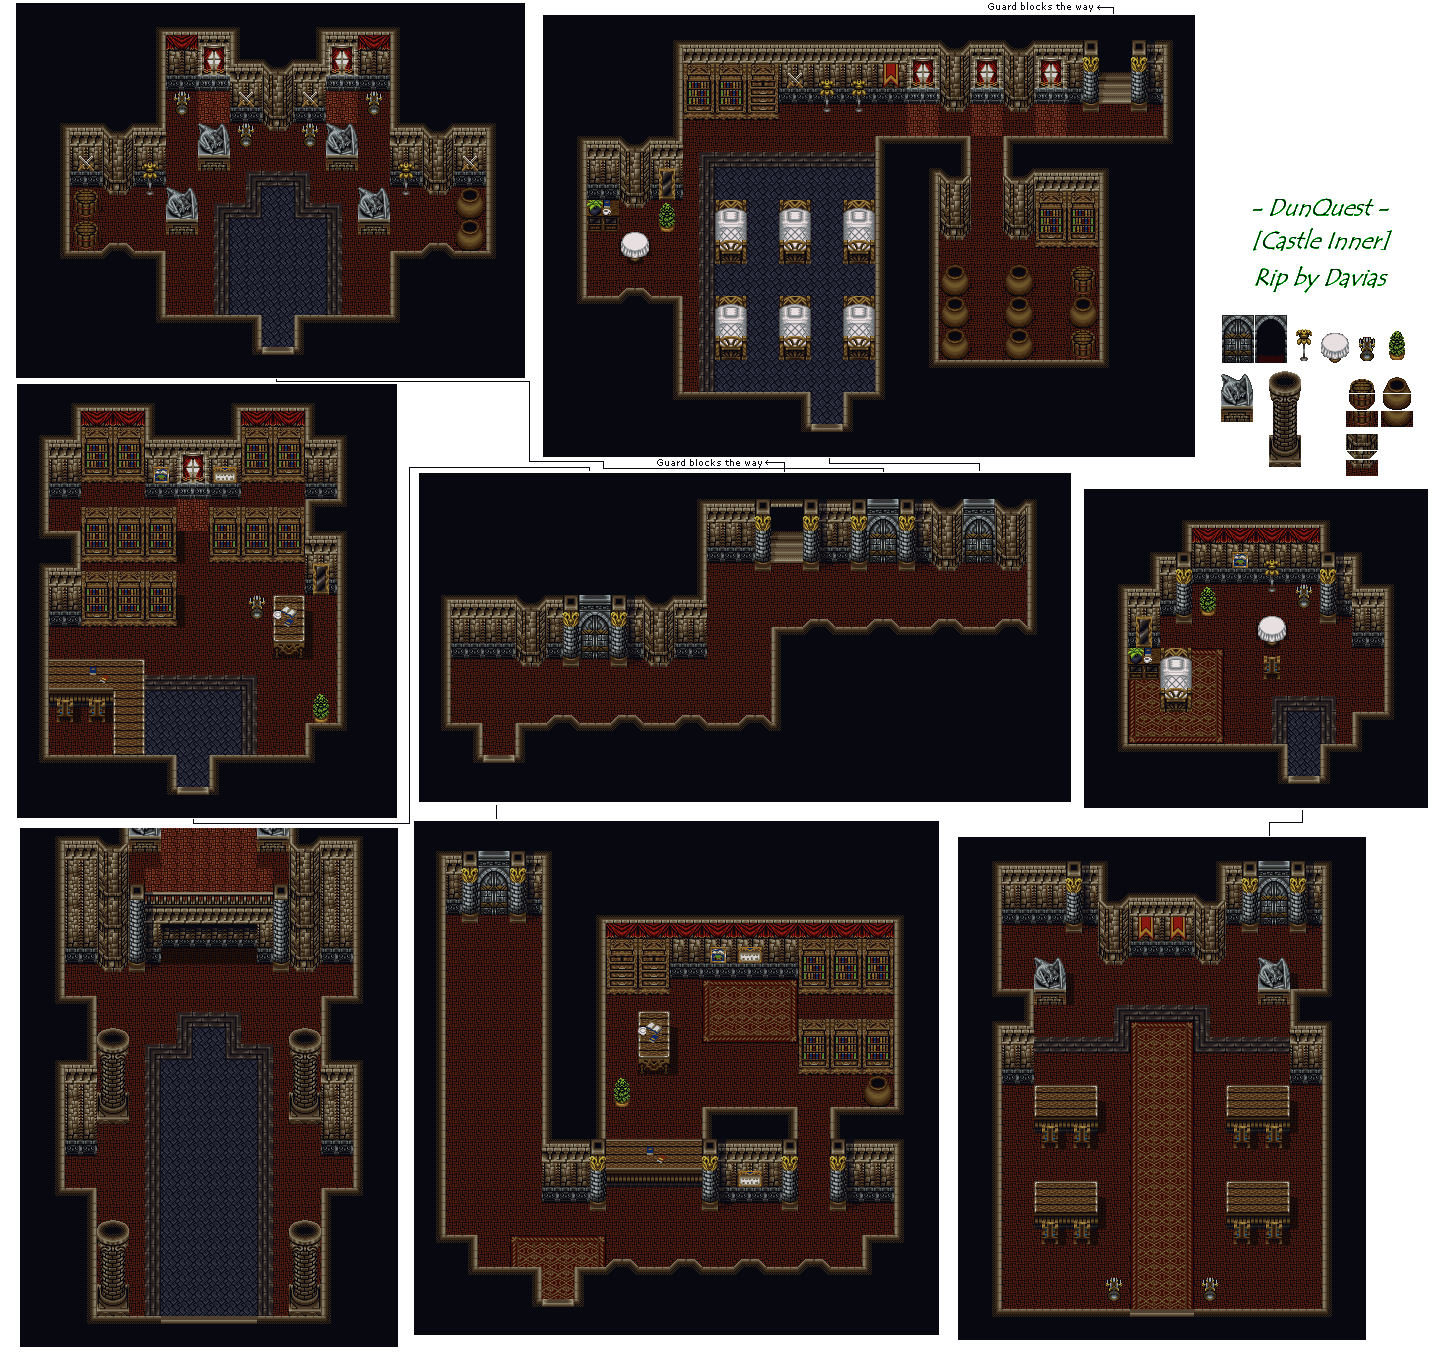 Guard blocks the way
- DunQuest -
[Castle Inner]
Rip by Davias
Guard blocks the way